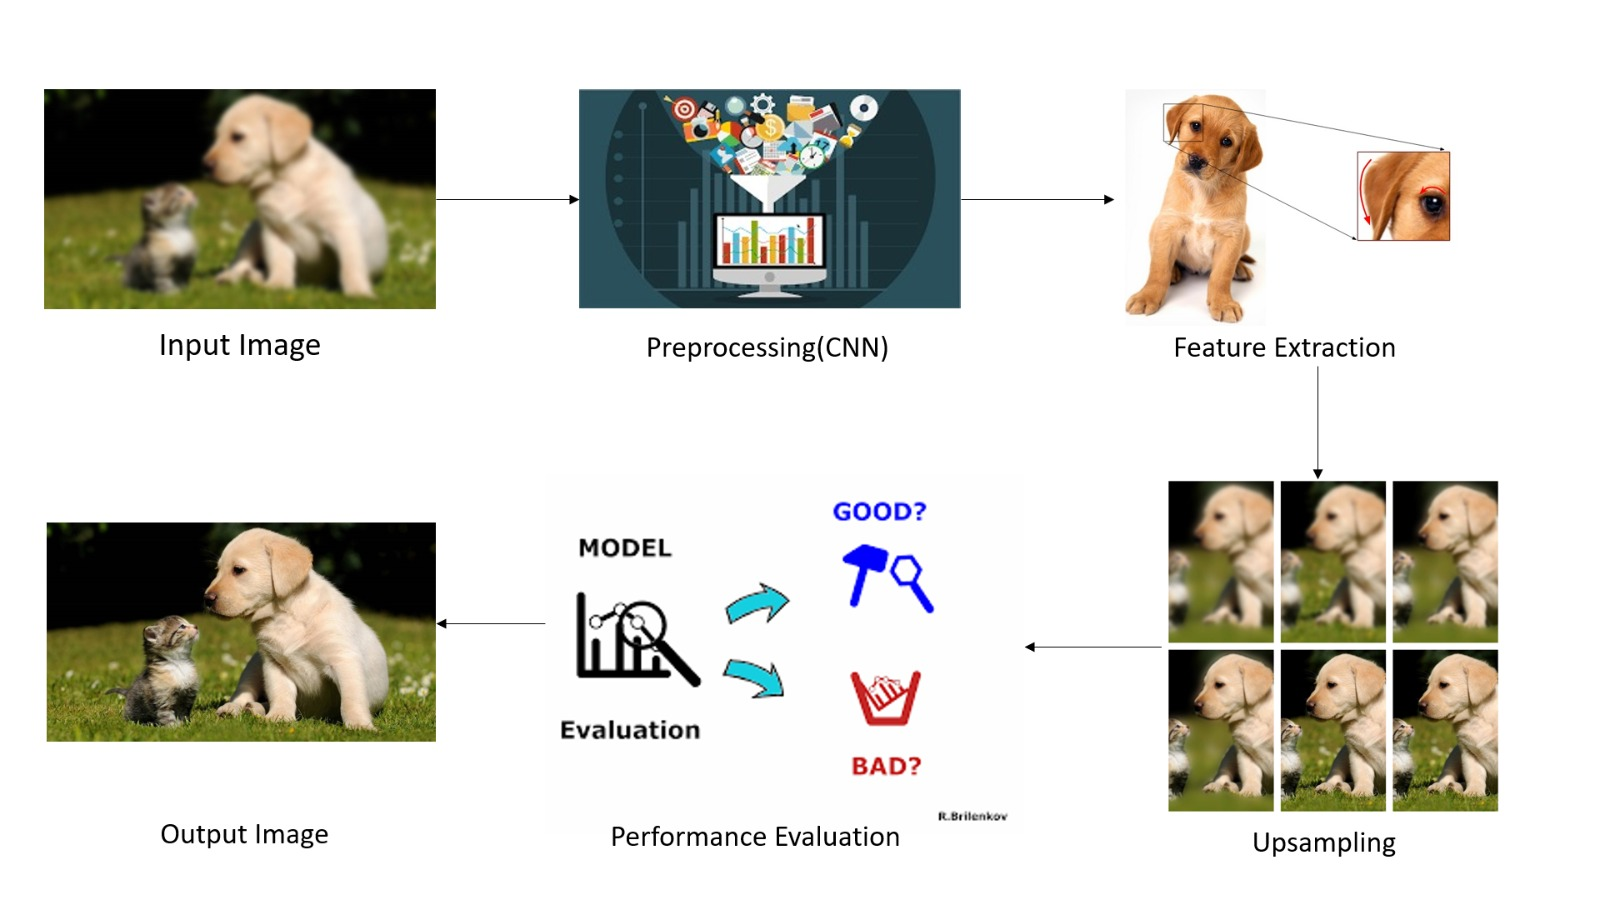 Input Image
Preprocessing(CNN)
Feature Extraction
GOOD?
MODEL
Evaluation
BAD?
R.Brilenkov
Output Image
Performance Evaluation
Upsampling